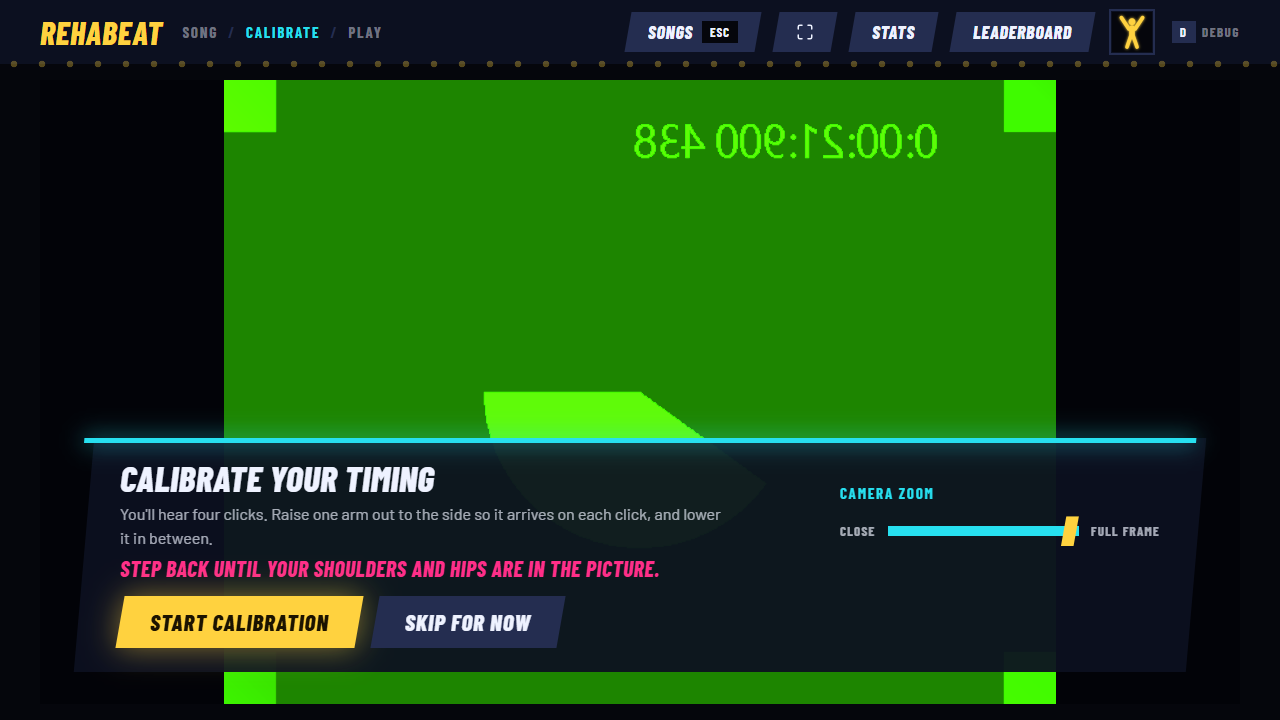 REHABEAT SONG / CALIBRATE / PLAY SONGS ESC STATS LEADERBOARD D DEBUG
0:00:21:900 438
CALIBRATE YOUR TIMING
You'll hear four clicks. Raise one arm out to the side so it arrives on each click, and lower
it in between.
STEP BACK UNTIL YOUR SHOULDERS AND HIPS ARE IN THE PICTURE.
START CALIBRATION SKIP FOR NOW
CAMERA ZOOM
CLOSE FULL FRAME